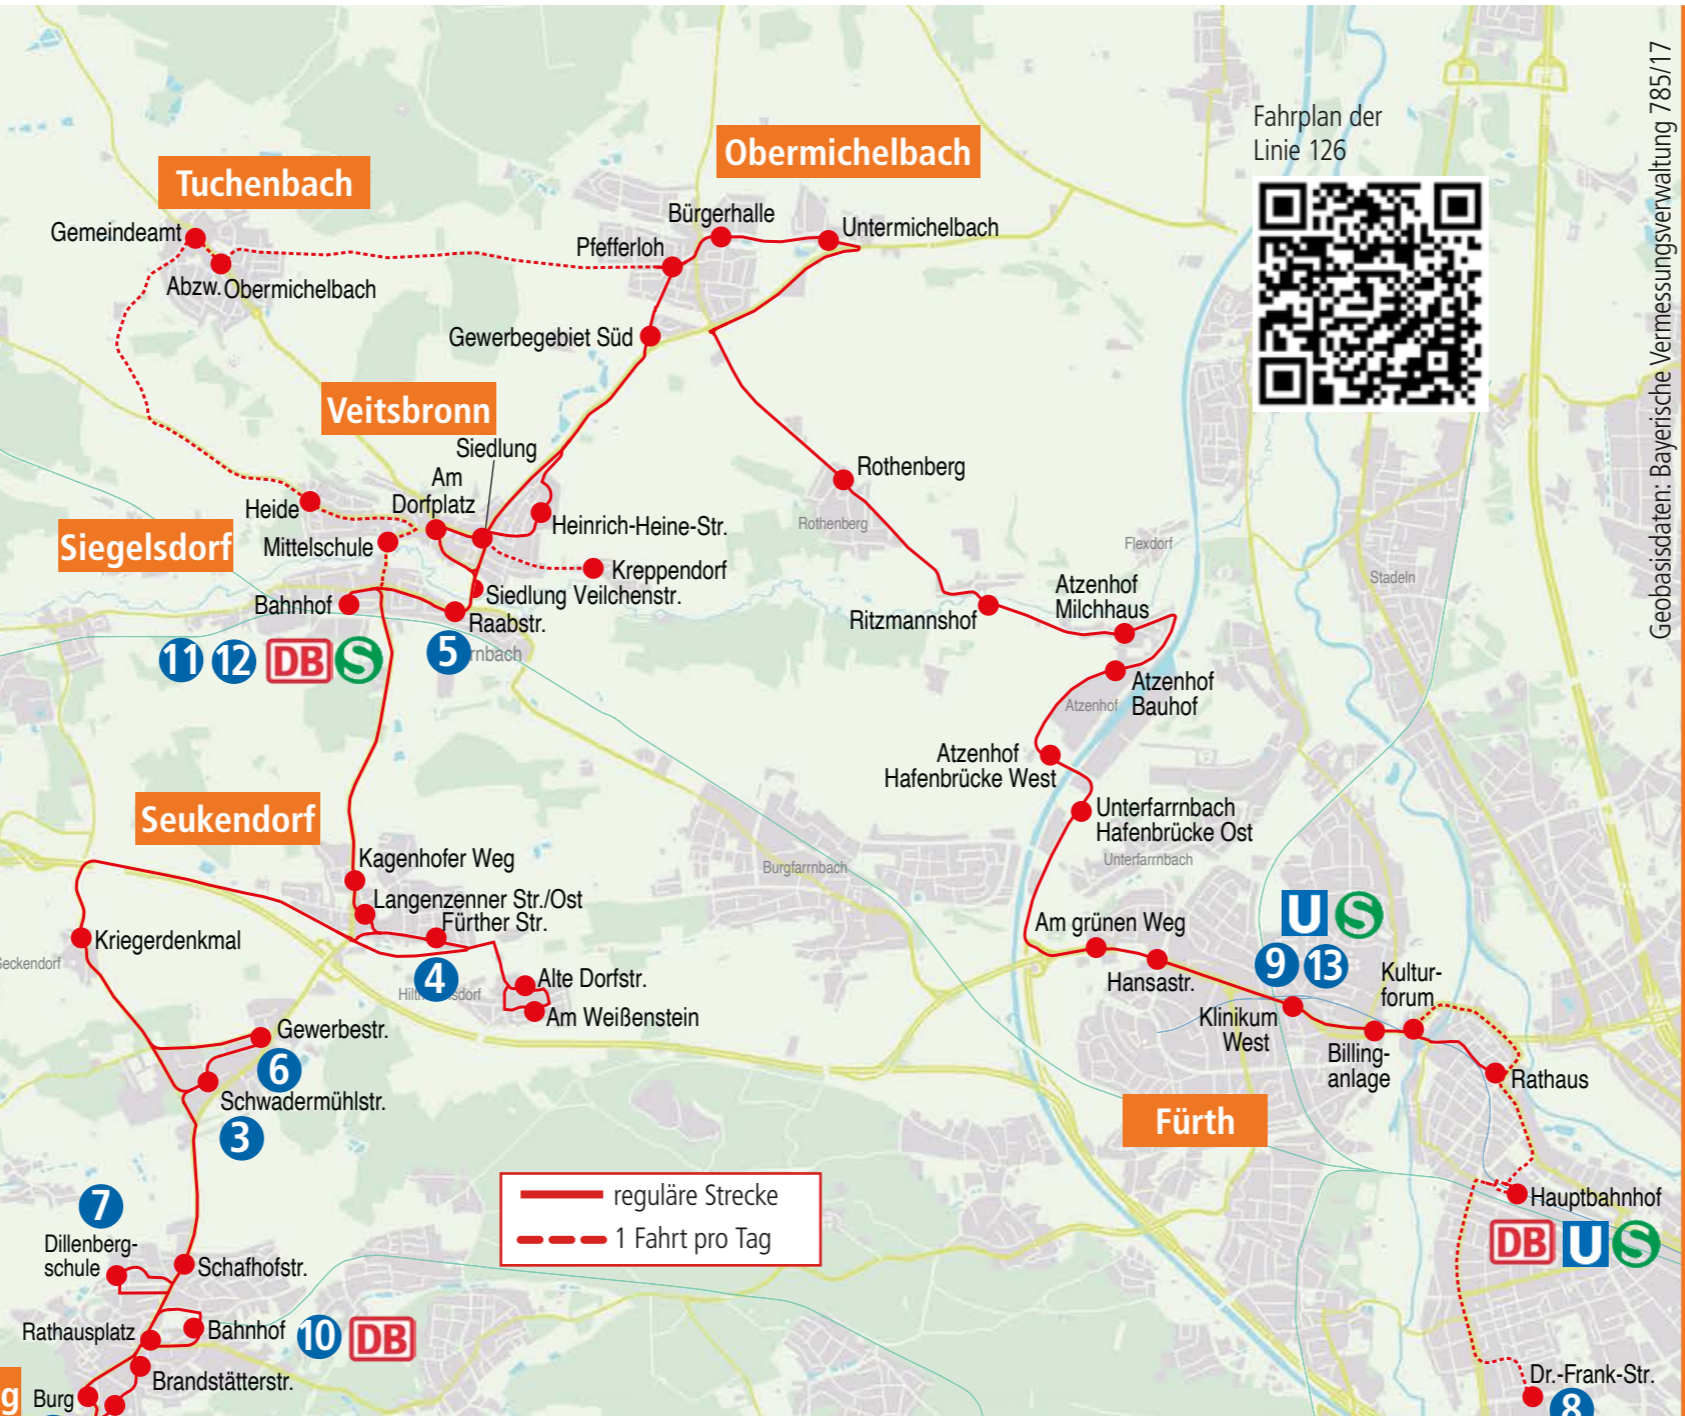 Geobasisdaten: Bayerische Vermessungsverwaltung 785/17
Fahrplan der
Linie 126
Obermichelbach
Tuchenbach
Bürgerhalle
Untermichelbach
Gemeindeamt
Pfefferloh
Abzw. Obermichelbach
Gewerbegebiet Süd
Veitsbronn
Siedlung
Am
Dorfplatz
Heide
Heinrich-Heine-Str.
Siegelsdorf
Mittelschule
Kreppendorf
Siedlung Veilchenstr.
Bahnhof
Raabstr.
11 12 DB S
5
rnbach
Rothenberg
Rothenberg
Flexdorf
Stadeln
Atzenhof
Milchhaus
Ritzmannshof
Atzenhof
Bauhof
Atzenhof
Atzenhof
Hafenbrücke West
Unterfarrnbach
Hafenbrücke Ost
Unterfarrnbach
Burgfarrnbach
Seukendorf
Kagenhofer Weg
Langenzenner Str./Ost
Fürther Str.
Kriegerdenkmal
eckendorf
4
Alte Dorfstr.
Am Weißenstein
Gewerbestr.
6
Schwadermühlstr.
3
Am grünen Weg
Hansastr.
U S
9 13
Klinikum
West
Billing-
anlage
Kultur-
forum
Rathaus
Fürth
Hauptbahnhof
DB U S
reguläre Strecke
1 Fahrt pro Tag
7
Dillenberg-
schule
Schafhofstr.
Rathausplatz
Bahnhof
10 DB
Brandstätterstr.
g
Burg
Dr.-Frank-Str.
8